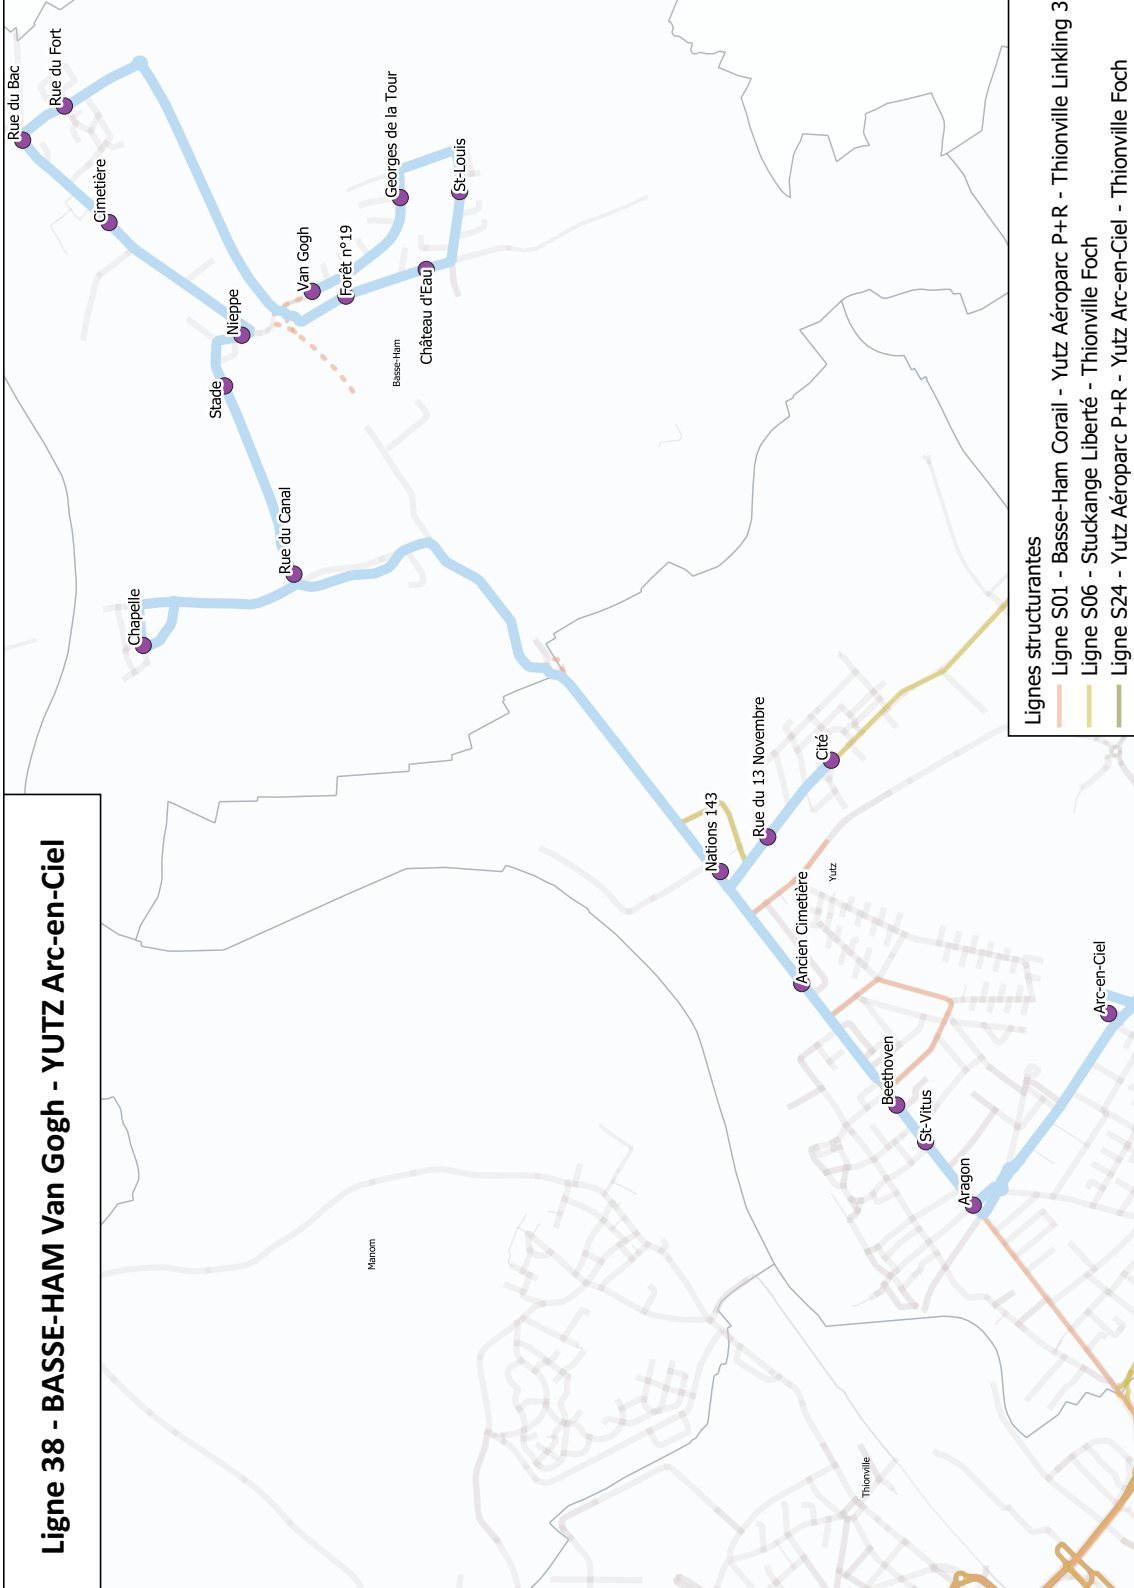 Ligne 38 - BASSE-HAM Van Gogh - YUTZ Arc-en-Ciel
Rue du Bac
Rue du Fort
Cimetière
Georges de la Tour
St-Louis
Van Gogh
Forêt n°19
Château d'Eau
Nieppe
Stade
Basse-Ham
Rue du Canal
Chapelle
Nations 143
Rue du 13 Novembre
Cité
Yutz
Ancien Cimetière
Beethoven
St-Vitus
Aragon
Arc-en-Ciel
Manom
Thionville
Lignes structurantes
Ligne S01 - Basse-Ham Corail - Yutz Aéroparc P+R - Thionville Linkling 3
Ligne S06 - Stuckange Liberté - Thionville Foch
Ligne S24 - Yutz Aéroparc P+R - Yutz Arc-en-Ciel - Thionville Foch